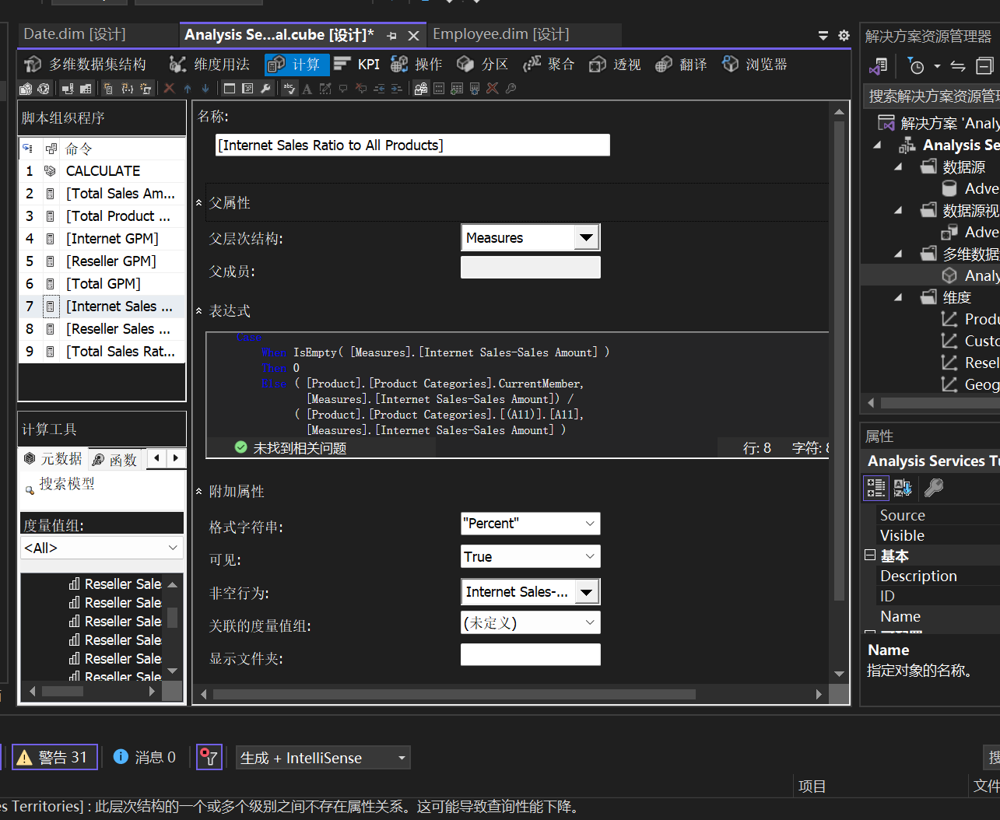 Date.dim [设计]
Analysis Se...al.cube [设计]*
Employee.dim [设计]
多维数据集结构
维度用法
计算
KPI
操作
分区
聚合
透视
翻译
浏览器
脚本组织程序
命令
1 CALCULATE
2 [Total Sales Am...
3 [Total Product ...
4 [Internet GPM]
5 [Reseller GPM]
6 [Total GPM]
7 [Internet Sales ...
8 [Reseller Sales ...
9 [Total Sales Rat...
计算工具
元数据
函数
搜索模型
度量值组:
<All>
Reseller Sale
Reseller Sale
Reseller Sale
Reseller Sale
Reseller Sale
Reseller Sale
名称:
[Internet Sales Ratio to All Products]
父属性
父层次结构:
Measures
父成员:
表达式
Case
When IsEmpty( [Measures].[Internet Sales-Sales Amount] )
Then 0
Else ( [Product].[Product Categories].CurrentMember,
[Measures].[Internet Sales-Sales Amount]) /
( [Product].[Product Categories].[(All)].[All],
[Measures].[Internet Sales-Sales Amount] )
未找到相关问题
行: 8
字符: 8
附加属性
格式字符串:
"Percent"
可见:
True
非空行为:
Internet Sales-...
关联的度量值组:
(未定义)
显示文件夹:
解决方案资源管理器
搜索解决方案资源管理
解决方案 'Analy
Analysis Se
数据源
Adve
数据源视
Adve
多维数据
Analy
维度
Produ
Custo
Resel
Geog
属性
Analysis Services Tu
Source
Visible
基本
Description
ID
Name
Name
指定对象的名称。
警告 31
消息 0
生成 + IntelliSense
搜
项目
文件
es Territories] : 此层次结构的一个或多个级别之间不存在属性关系。这可能导致查询性能下降。